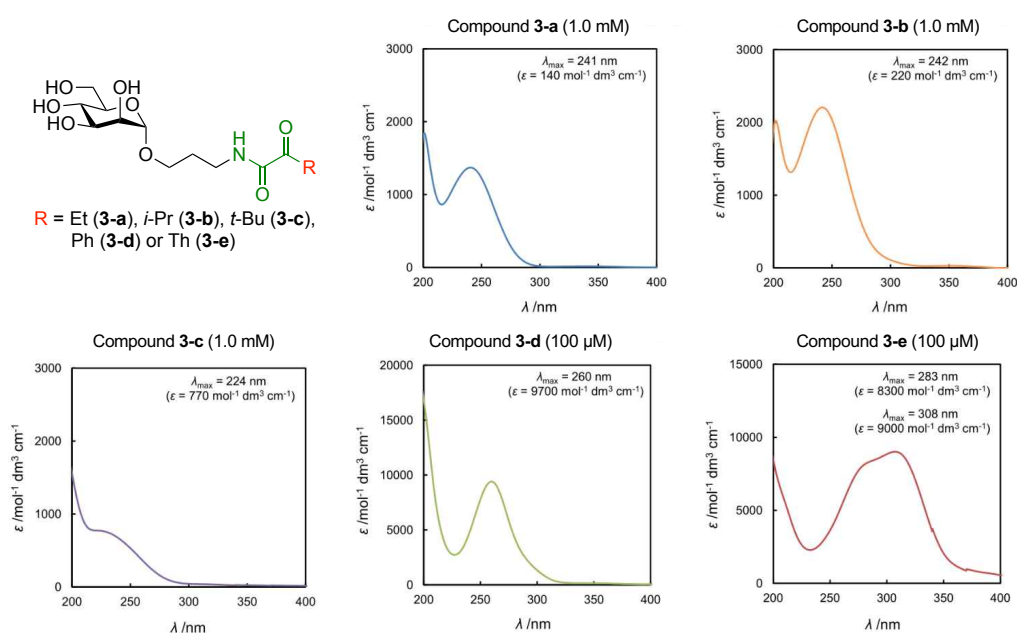 HO OH
HO O
HO
O
H
N
O
O
R
R = Et (3-a), i-Pr (3-b), t-Bu (3-c),
Ph (3-d) or Th (3-e)
Compound 3-a (1.0 mM)
λmax = 241 nm
(ε = 140 mol⁻¹ dm³ cm⁻¹)
3000
2000
1000
0
ε /mol⁻¹ dm³ cm⁻¹
200 250 300 350 400
λ /nm
Compound 3-b (1.0 mM)
λmax = 242 nm
(ε = 220 mol⁻¹ dm³ cm⁻¹)
3000
2000
1000
0
ε /mol⁻¹ dm³ cm⁻¹
200 250 300 350 400
λ /nm
Compound 3-c (1.0 mM)
λmax = 224 nm
(ε = 770 mol⁻¹ dm³ cm⁻¹)
3000
2000
1000
0
ε /mol⁻¹ dm³ cm⁻¹
200 250 300 350 400
λ /nm
Compound 3-d (100 μM)
λmax = 260 nm
(ε = 9700 mol⁻¹ dm³ cm⁻¹)
20000
15000
10000
5000
0
ε /mol⁻¹ dm³ cm⁻¹
200 250 300 350 400
λ /nm
Compound 3-e (100 μM)
λmax = 283 nm
(ε = 8300 mol⁻¹ dm³ cm⁻¹)
λmax = 308 nm
(ε = 9000 mol⁻¹ dm³ cm⁻¹)
15000
10000
5000
0
ε /mol⁻¹ dm³ cm⁻¹
200 250 300 350 400
λ /nm